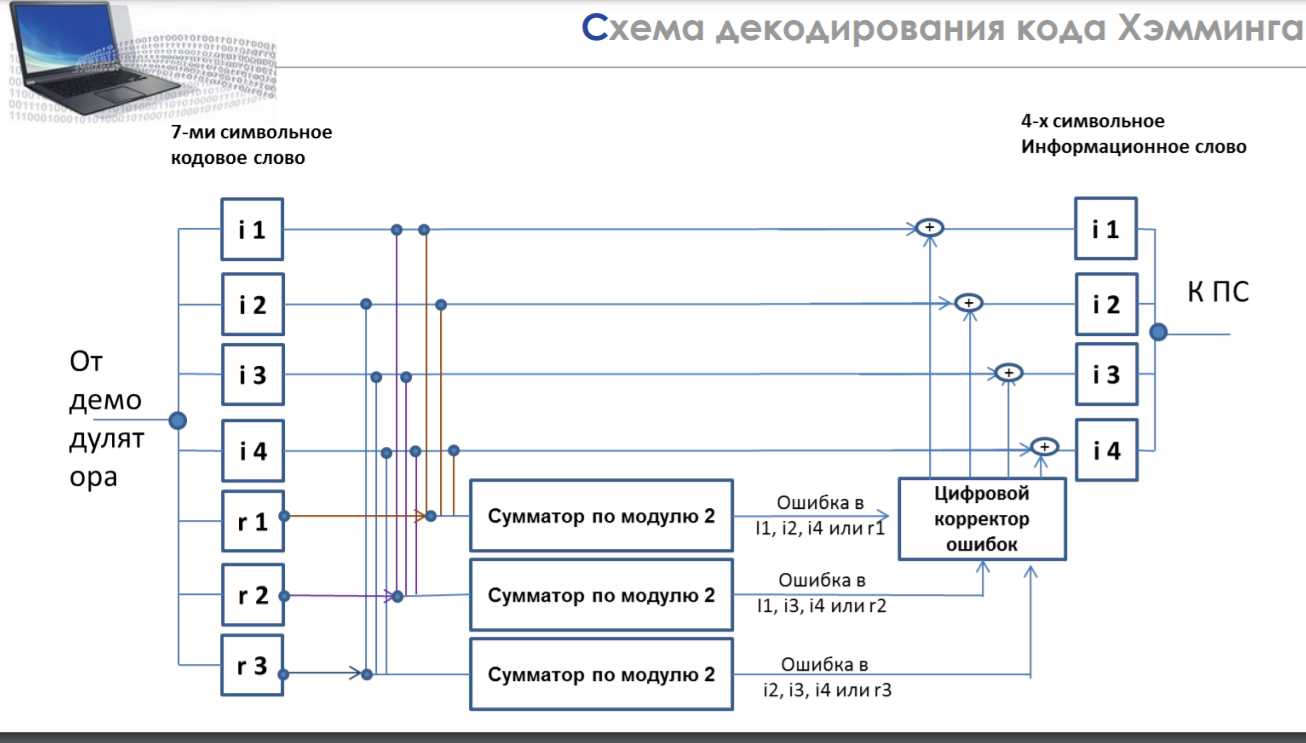 Схема декодирования кода Хэмминга
7-ми символьное
кодовое слово
4-х символьное
Информационное слово
i 1
i 2
i 3
i 4
r 1
r 2
r 3
От
демо
дулят
ора
+
+
+
+
i 1
i 2
i 3
i 4
К ПС
Сумматор по модулю 2
Ошибка в
I1, i2, i4 или r1
Цифровой
корректор
ошибок
Сумматор по модулю 2
Ошибка в
I1, i3, i4 или r2
Сумматор по модулю 2
Ошибка в
i2, i3, i4 или r3